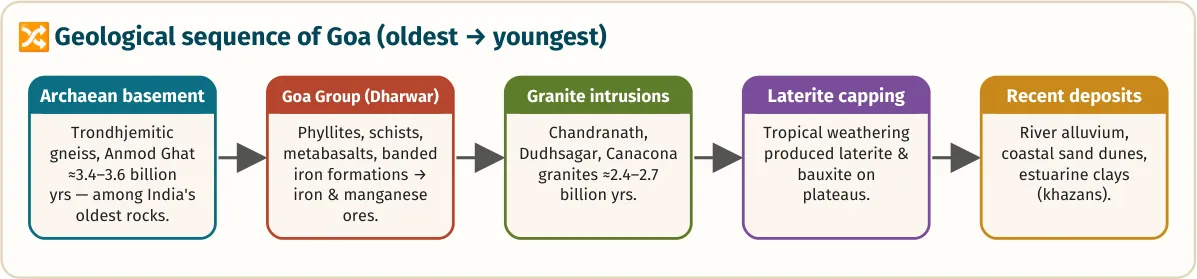 🔀 Geological sequence of Goa (oldest → youngest)
Archaean basement
Trondhjemitic
gneiss, Anmod Ghat
≈3.4–3.6 billion
yrs — among India's
oldest rocks.
Goa Group (Dharwar)
Phyllites, schists,
metabasalts, banded
iron formations →
iron & manganese
ores.
Granite intrusions
Chandranath,
Dudhsagar, Canacona
granites ≈2.4–2.7
billion yrs.
Laterite capping
Tropical weathering
produced laterite &
bauxite on
plateaus.
Recent deposits
River alluvium,
coastal sand dunes,
estuarine clays
(khazans).